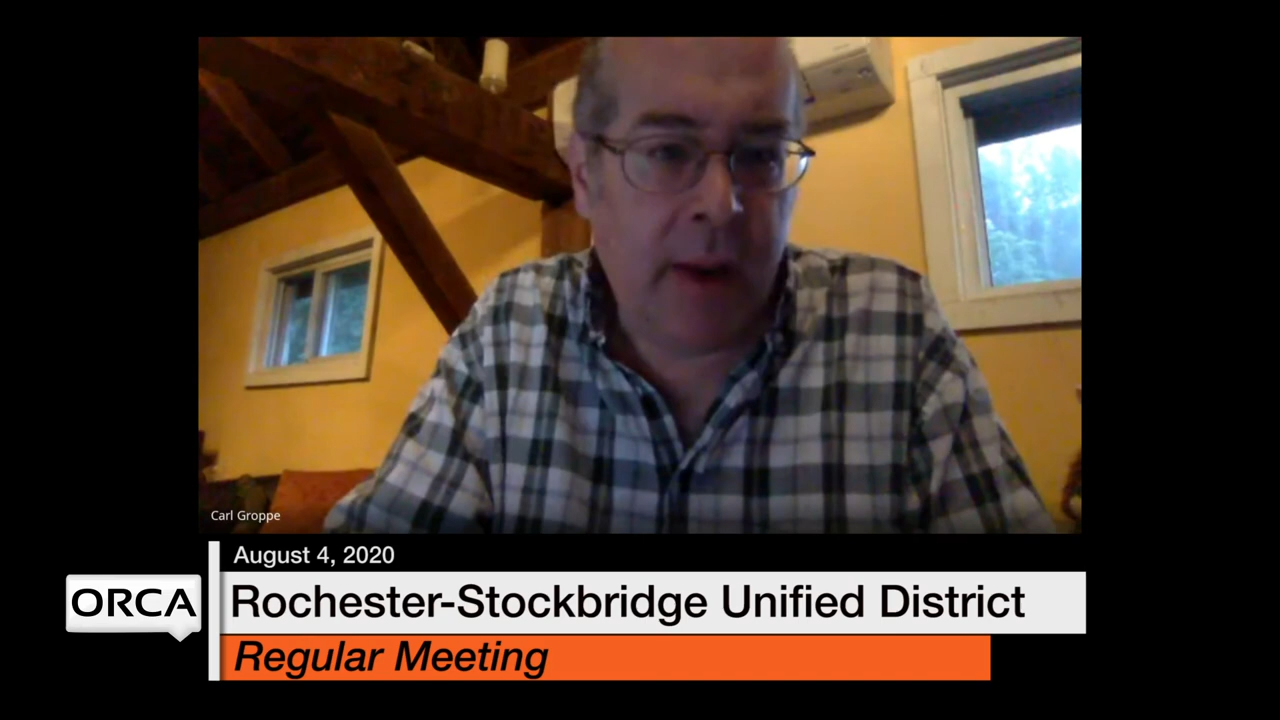 Carl Groppe
August 4, 2020
ORCA
Rochester-Stockbridge Unified District
Regular Meeting